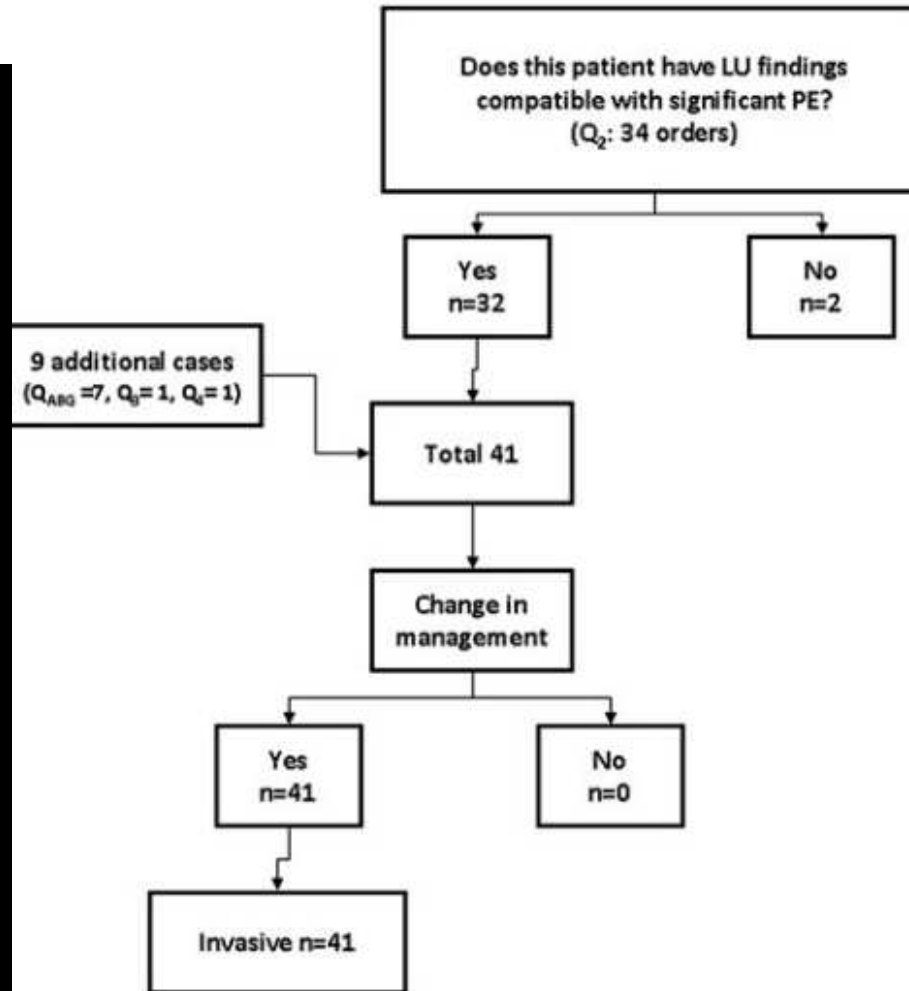 Does this patient have LU findings
compatible with significant PE?
(Q₂: 34 orders)
Yes
n=32
No
n=2
9 additional cases
(Q_ABG =7, Q₃= 1, Q₄= 1)
Total 41
Change in
management
Yes
n=41
No
n=0
Invasive n=41